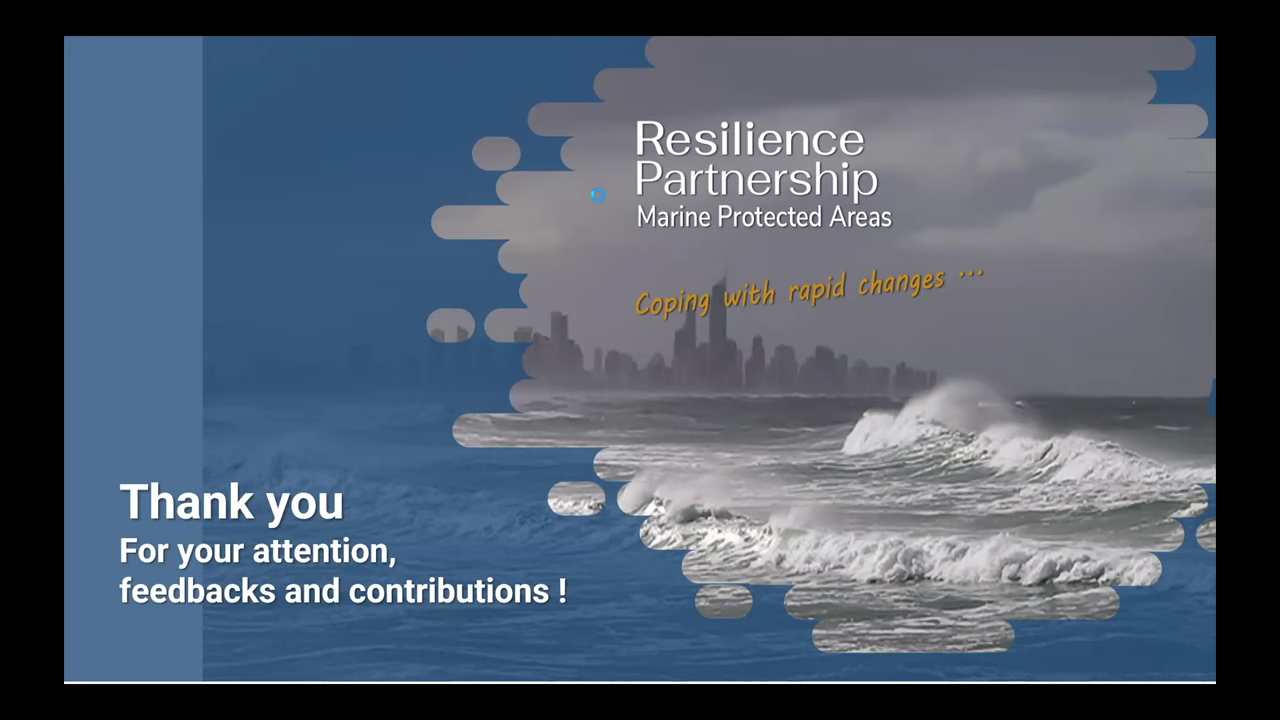 Resilience
Partnership
Marine Protected Areas
Coping with rapid changes ...
Thank you
For your attention,
feedbacks and contributions !